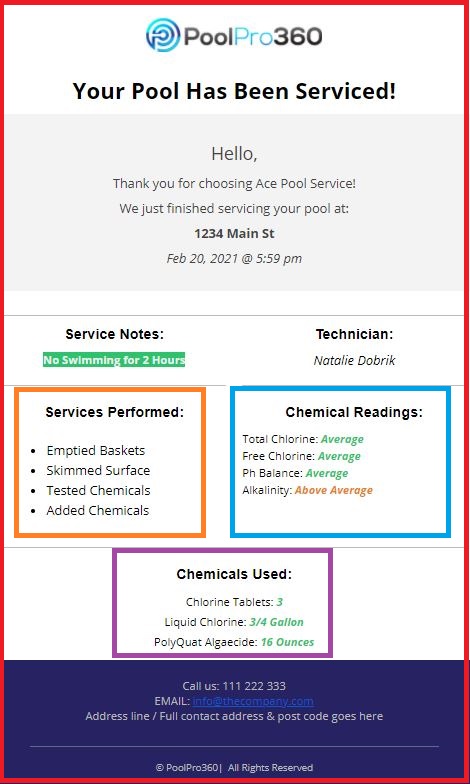 PoolPro360
Your Pool Has Been Serviced!
Hello,
Thank you for choosing Ace Pool Service!
We just finished servicing your pool at:
1234 Main St
Feb 20, 2021 @ 5:59 pm
Service Notes:
No Swimming for 2 Hours
Technician:
Natalie Dobrik
Services Performed:
• Emptied Baskets
• Skimmed Surface
• Tested Chemicals
• Added Chemicals
Chemical Readings:
Total Chlorine: Average
Free Chlorine: Average
Ph Balance: Average
Alkalinity: Above Average
Chemicals Used:
Chlorine Tablets: 3
Liquid Chlorine: 3/4 Gallon
PolyQuat Algaecide: 16 Ounces
Call us: 111 222 333
EMAIL: info@thecompany.com
Address line / Full contact address & post code goes here
© PoolPro360| All Rights Reserved